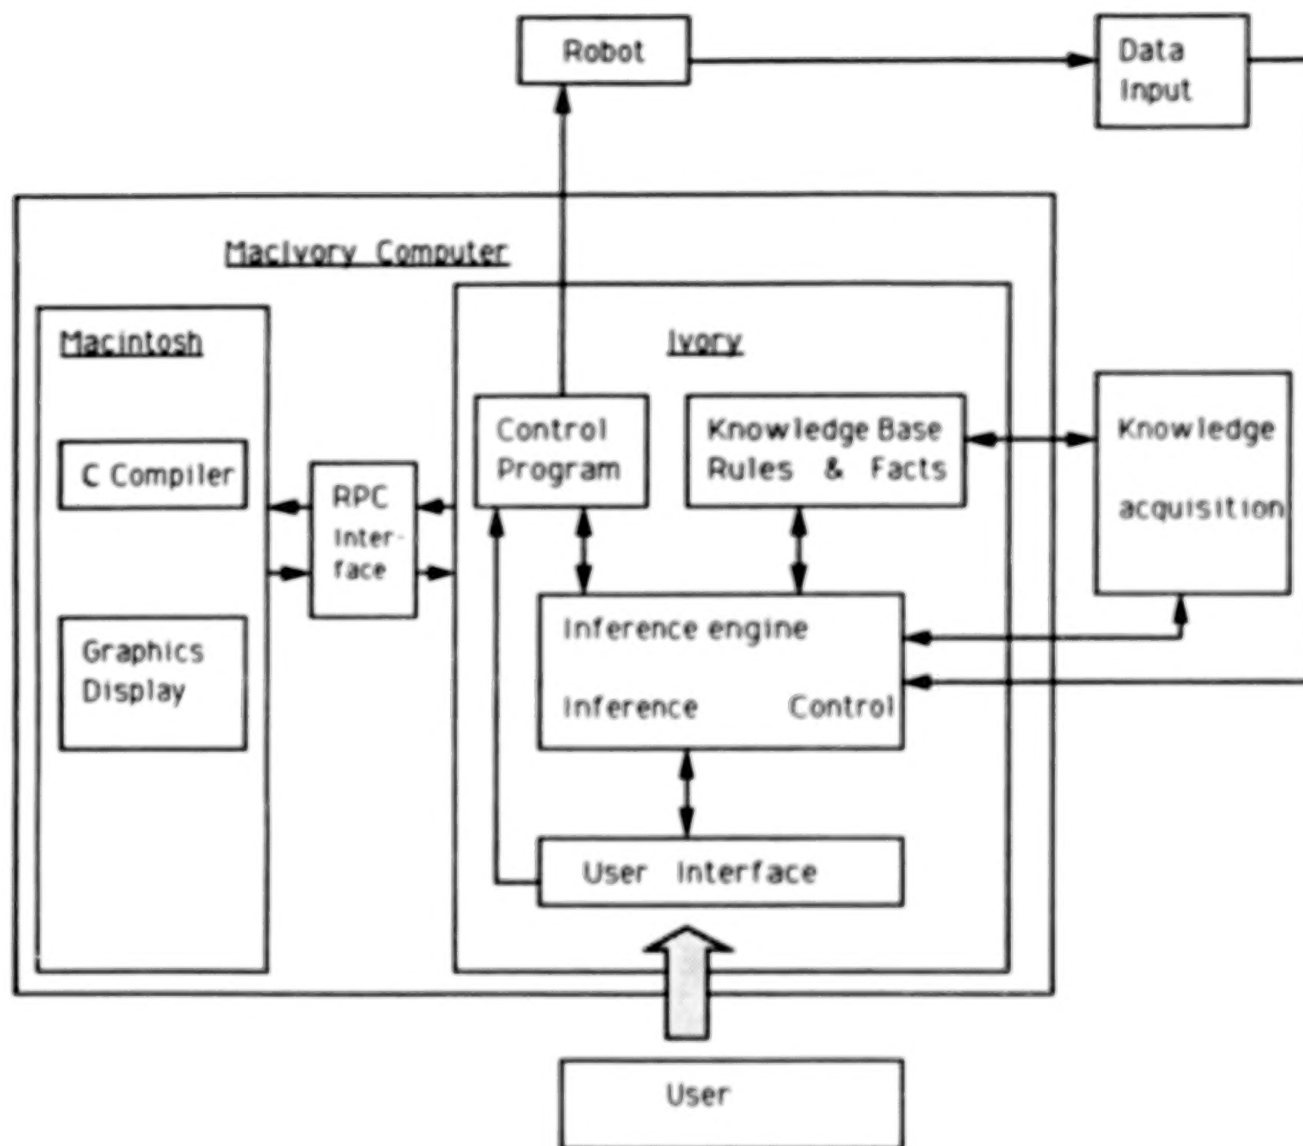 Robot
Data
Input
MacIvory Computer
Macintosh
Ivory
C Compiler
Graphics
Display
RPC
Inter-
face
Control
Program
Knowledge Base
Rules & Facts
Knowledge
acquisition
Inference engine
Inference Control
User Interface
User